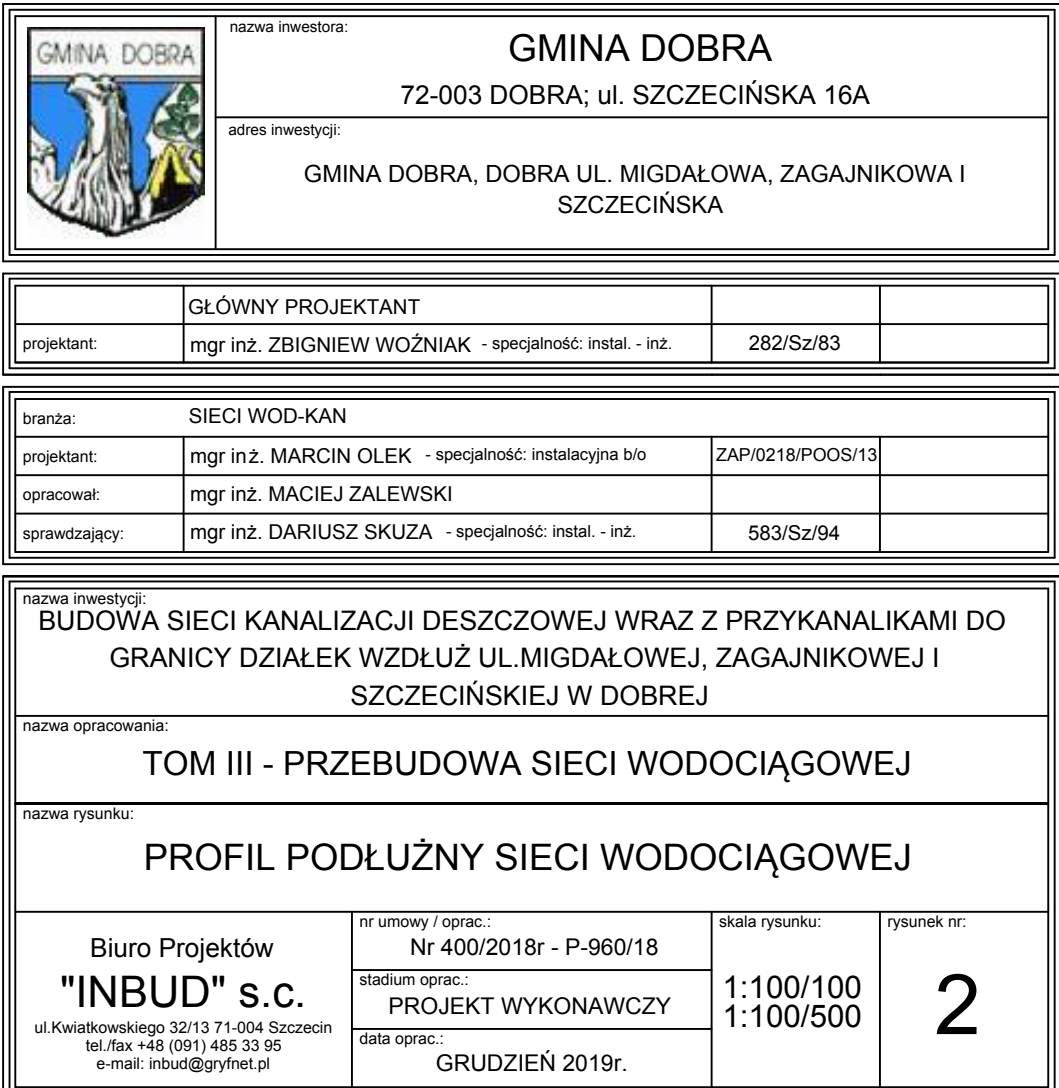 GMINA DOBRA
nazwa inwestora:
GMINA DOBRA
72-003 DOBRA; ul. SZCZECIŃSKA 16A
adres inwestycji:
GMINA DOBRA, DOBRA UL. MIGDAŁOWA, ZAGAJNIKOWA I
SZCZECIŃSKA
GŁÓWNY PROJEKTANT
projektant: mgr inż. ZBIGNIEW WOŹNIAK - specjalność: instal. - inż. 282/Sz/83
branża: SIECI WOD-KAN
projektant: mgr inż. MARCIN OLEK - specjalność: instalacyjna b/o ZAP/0218/POOS/13
opracował: mgr inż. MACIEJ ZALEWSKI
sprawdzający: mgr inż. DARIUSZ SKUZA - specjalność: instal. - inż. 583/Sz/94
nazwa inwestycji:
BUDOWA SIECI KANALIZACJI DESZCZOWEJ WRAZ Z PRZYKANALIKAMI DO
GRANICY DZIAŁEK WZDŁUŻ UL.MIGDAŁOWEJ, ZAGAJNIKOWEJ I
SZCZECIŃSKIEJ W DOBREJ
nazwa opracowania:
TOM III - PRZEBUDOWA SIECI WODOCIĄGOWEJ
nazwa rysunku:
PROFIL PODŁUŻNY SIECI WODOCIĄGOWEJ
Biuro Projektów
"INBUD" s.c.
ul.Kwiatkowskiego 32/13 71-004 Szczecin
tel./fax +48 (091) 485 33 95
e-mail: inbud@gryfnet.pl
nr umowy / oprac.:
Nr 400/2018r - P-960/18
stadium oprac.:
PROJEKT WYKONAWCZY
data oprac.:
GRUDZIEŃ 2019r.
skala rysunku:
1:100/100
1:100/500
rysunek nr:
2